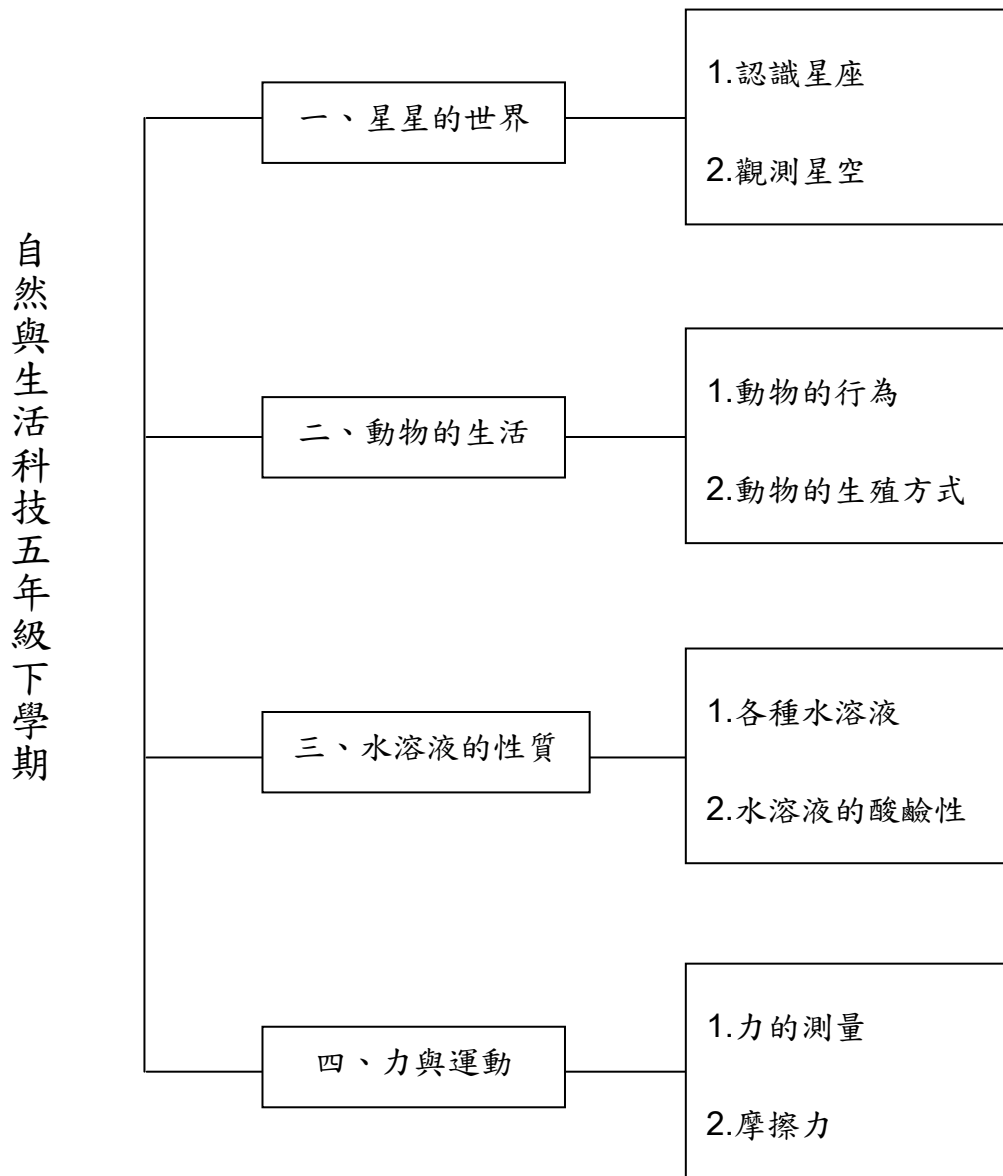 自然與生活科技五年級下學期
一、星星的世界
1.認識星座
2.觀測星空
二、動物的生活
1.動物的行為
2.動物的生殖方式
三、水溶液的性質
1.各種水溶液
2.水溶液的酸鹼性
四、力與運動
1.力的測量
2.摩擦力